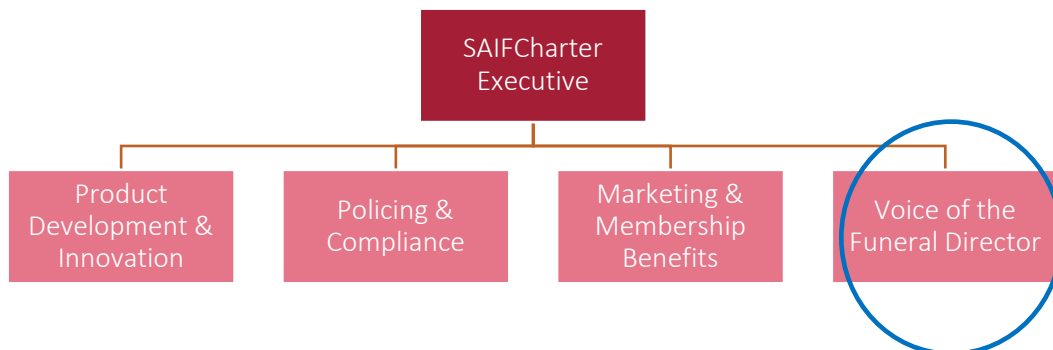 SAIFCharter
Executive
Product
Development &
Innovation
Policing &
Compliance
Marketing &
Membership
Benefits
Voice of the
Funeral Director